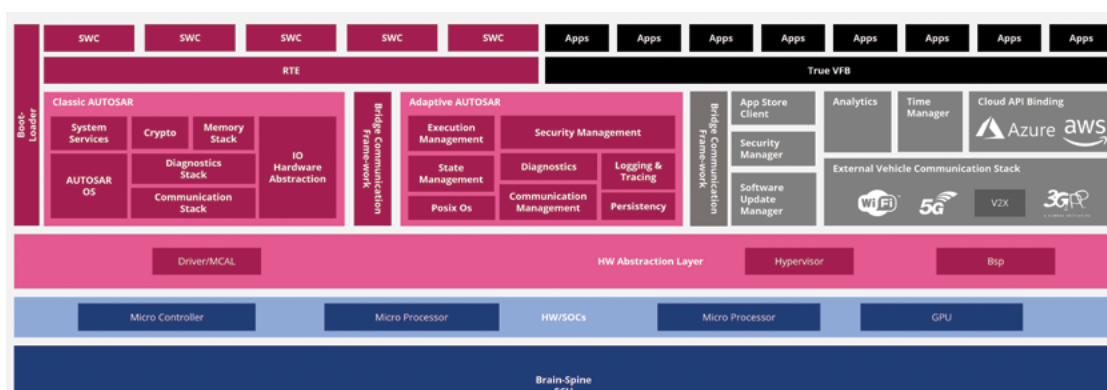 SWC SWC SWC SWC SWC Apps Apps Apps Apps Apps Apps Apps Apps
Boot-
Loader
RTE
True VFB
Classic AUTOSAR
System
Services
Crypto
Memory
Stack
AUTOSAR
OS
Diagnostics
Stack
Communication
Stack
IO
Hardware
Abstraction
Bridge Communication
Frame-work
Adaptive AUTOSAR
Execution
Management
Security Management
State
Management
Diagnostics
Logging &
Tracing
Posix Os
Communication
Management
Persistency
Bridge Communication
Frame-work
App Store
Client
Security
Manager
Software
Update
Manager
Analytics
Time
Manager
Cloud API Binding
Azure
aws
External Vehicle Communication Stack
WiFi
5G
V2X
3GPP
Driver/MCAL
HW Abstraction Layer
Hypervisor
Bsp
Micro Controller
Micro Processor
HW/SOCs
Micro Processor
GPU
Brain-Spine